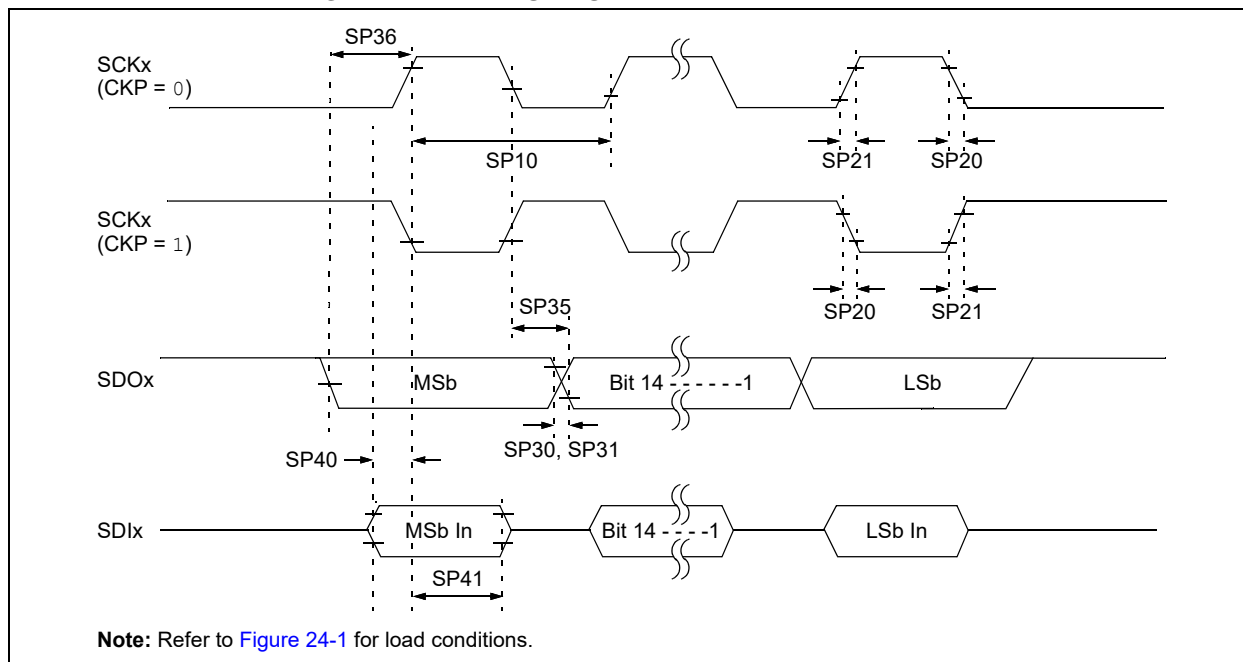 SP36
SCKx
(CKP = 0)
SP10
SP21
SP20
SCKx
(CKP = 1)
SP35
SP20
SP21
SDOx
MSb
Bit 14 - - - - - -1
LSb
SP30, SP31
SP40
SDIx
MSb In
Bit 14 - - - -1
LSb In
SP41
Note: Refer to Figure 24-1 for load conditions.